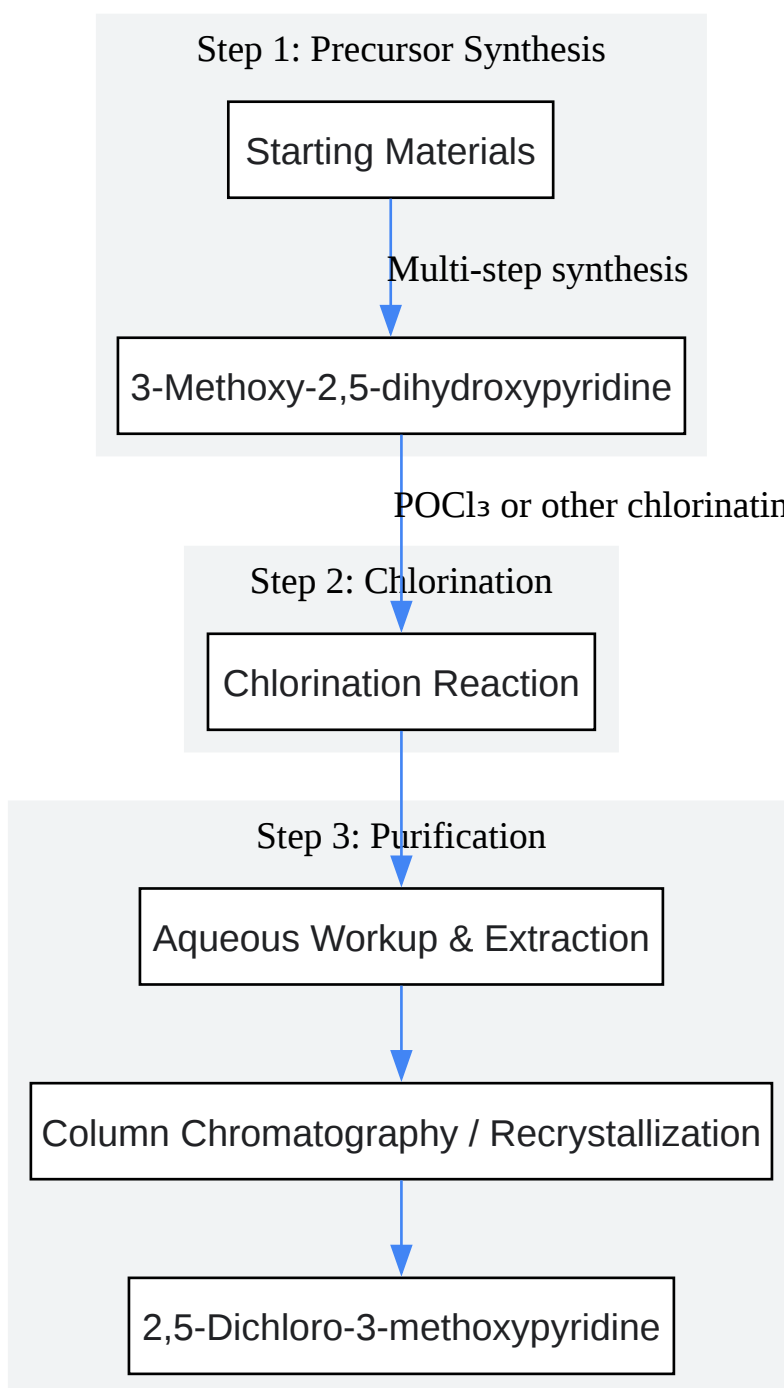 Step 1: Precursor Synthesis
Starting Materials
Multi-step synthesis
3-Methoxy-2,5-dihydroxypyridine
POCl₃ or other chlorinatin
Step 2: Chlorination
Chlorination Reaction
Step 3: Purification
Aqueous Workup & Extraction
Column Chromatography / Recrystallization
2,5-Dichloro-3-methoxypyridine